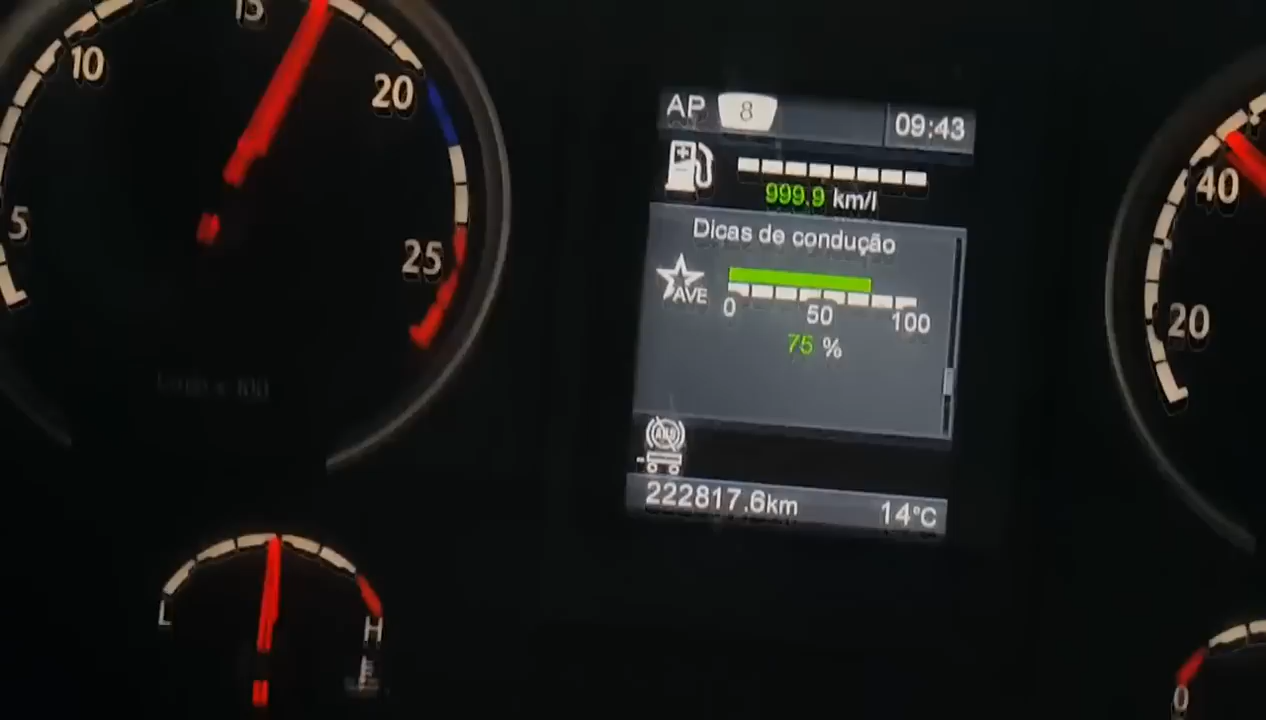 15
10
20
5
25
AP 8 09:43
999.9 km/l
40
Dicas de condução
AVE
0 50 100
20
75 %
ABS
222817.6km 14°C
L
H
0